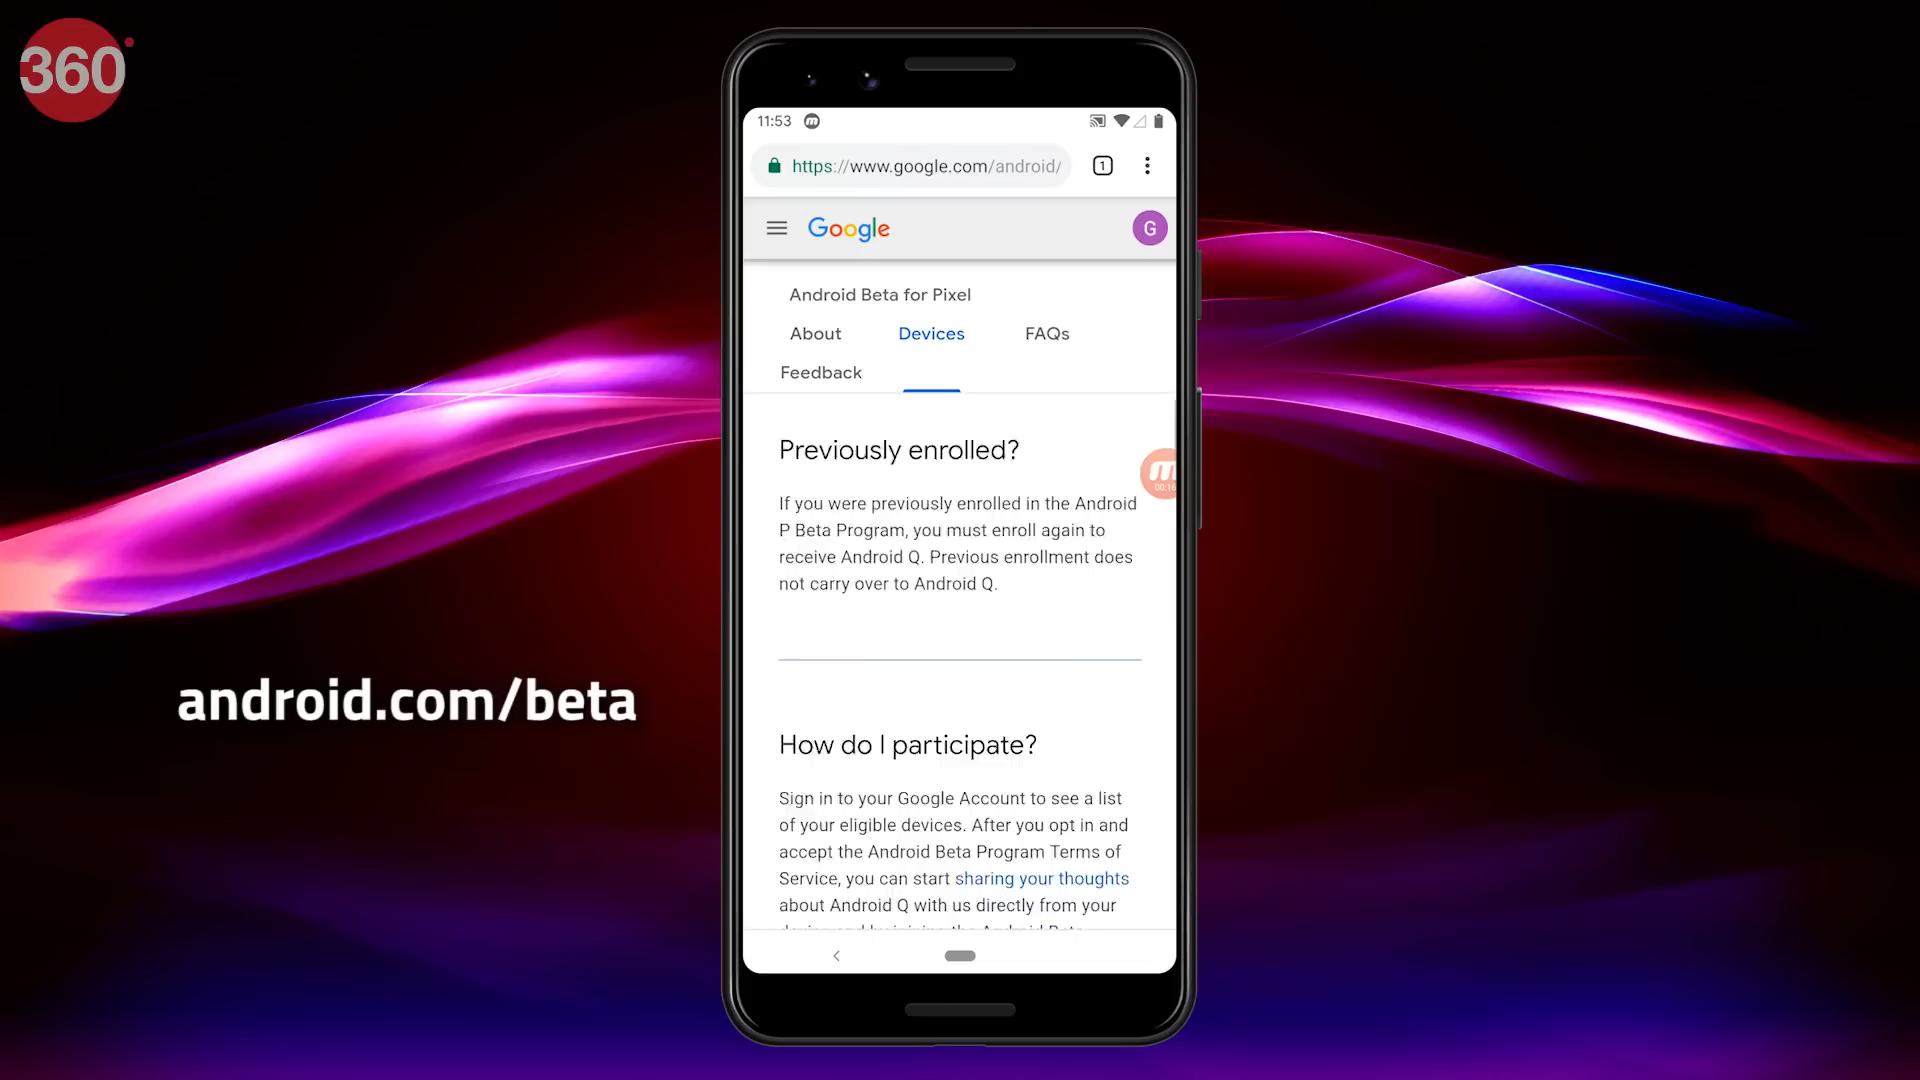 360
11:53
https://www.google.com/android/
1
Google
G
Android Beta for Pixel
About Devices FAQs
Feedback
Previously enrolled?
If you were previously enrolled in the Android
P Beta Program, you must enroll again to
receive Android Q. Previous enrollment does
not carry over to Android Q.
00:16
android.com/beta
How do I participate?
Sign in to your Google Account to see a list
of your eligible devices. After you opt in and
accept the Android Beta Program Terms of
Service, you can start sharing your thoughts
about Android Q with us directly from your